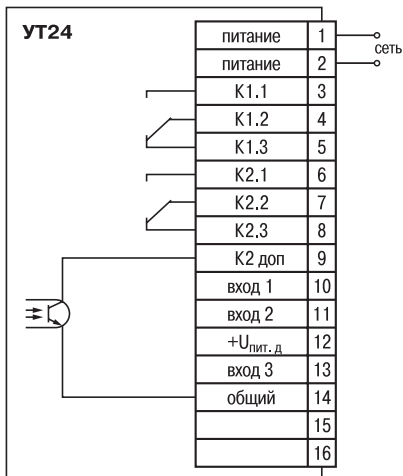 УТ24
питание 1
питание 2
сеть
К1.1 3
К1.2 4
К1.3 5
К2.1 6
К2.2 7
К2.3 8
К2 доп 9
вход 1 10
вход 2 11
+Uпит. д 12
вход 3 13
общий 14
15
16